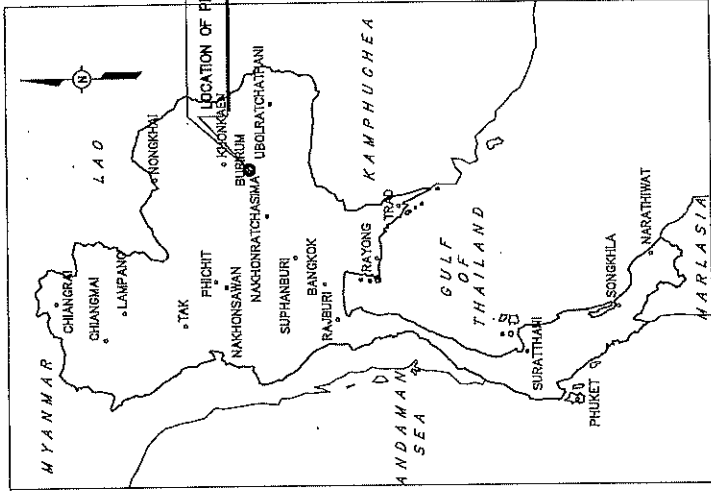 MYANMAR
LAO
CHIANGRAI
CHIANGMAI
LAMPANG
NONGKHAI
TAK
LOCATION OF
KHONKAEN
PHICHIT
BURIRUM
NAKHONSAWAN
UBOLRATCHATHANI
NAKHONRATCHASIMA
SUPHANBURI
BANGKOK
RAJBURI
KAMPHUCHEA
RAYONG
TRAD
GULF
OF
THAILAND
ANDAMAN
SEA
SURATTHANI
PHUKET
SONGKHLA
NARATHIWAT
MARLASIA
N